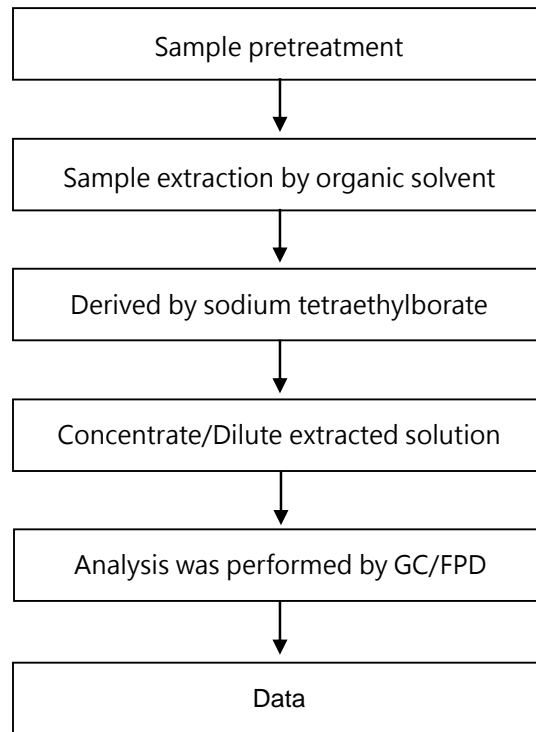 Sample pretreatment
Sample extraction by organic solvent
Derived by sodium tetraethylborate
Concentrate/Dilute extracted solution
Analysis was performed by GC/FPD
Data